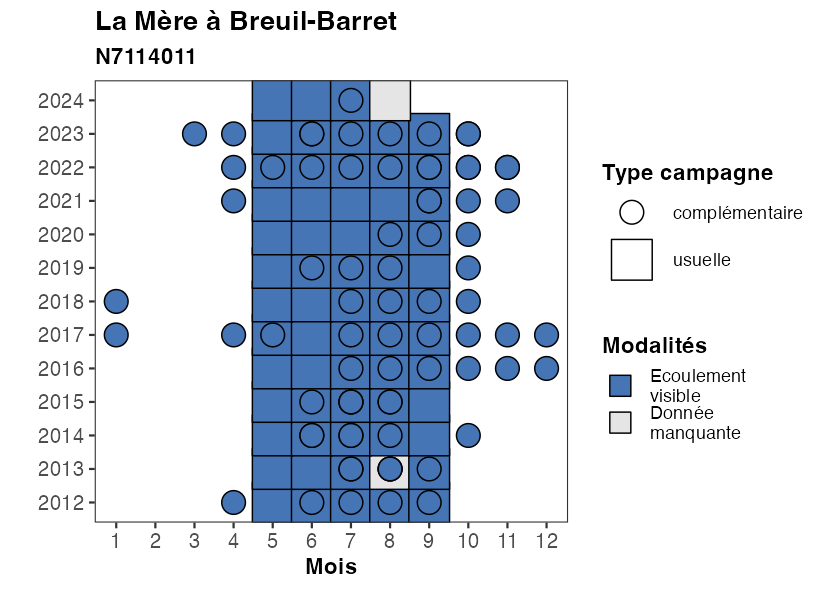 La Mère à Breuil-Barret
N7114011
2024
2023
2022
2021
2020
2019
2018
2017
2016
2015
2014
2013
2012
1 2 3 4 5 6 7 8 9 10 11 12
Mois
Type campagne
complémentaire
usuelle
Modalités
Ecoulement
visible
Donnée
manquante